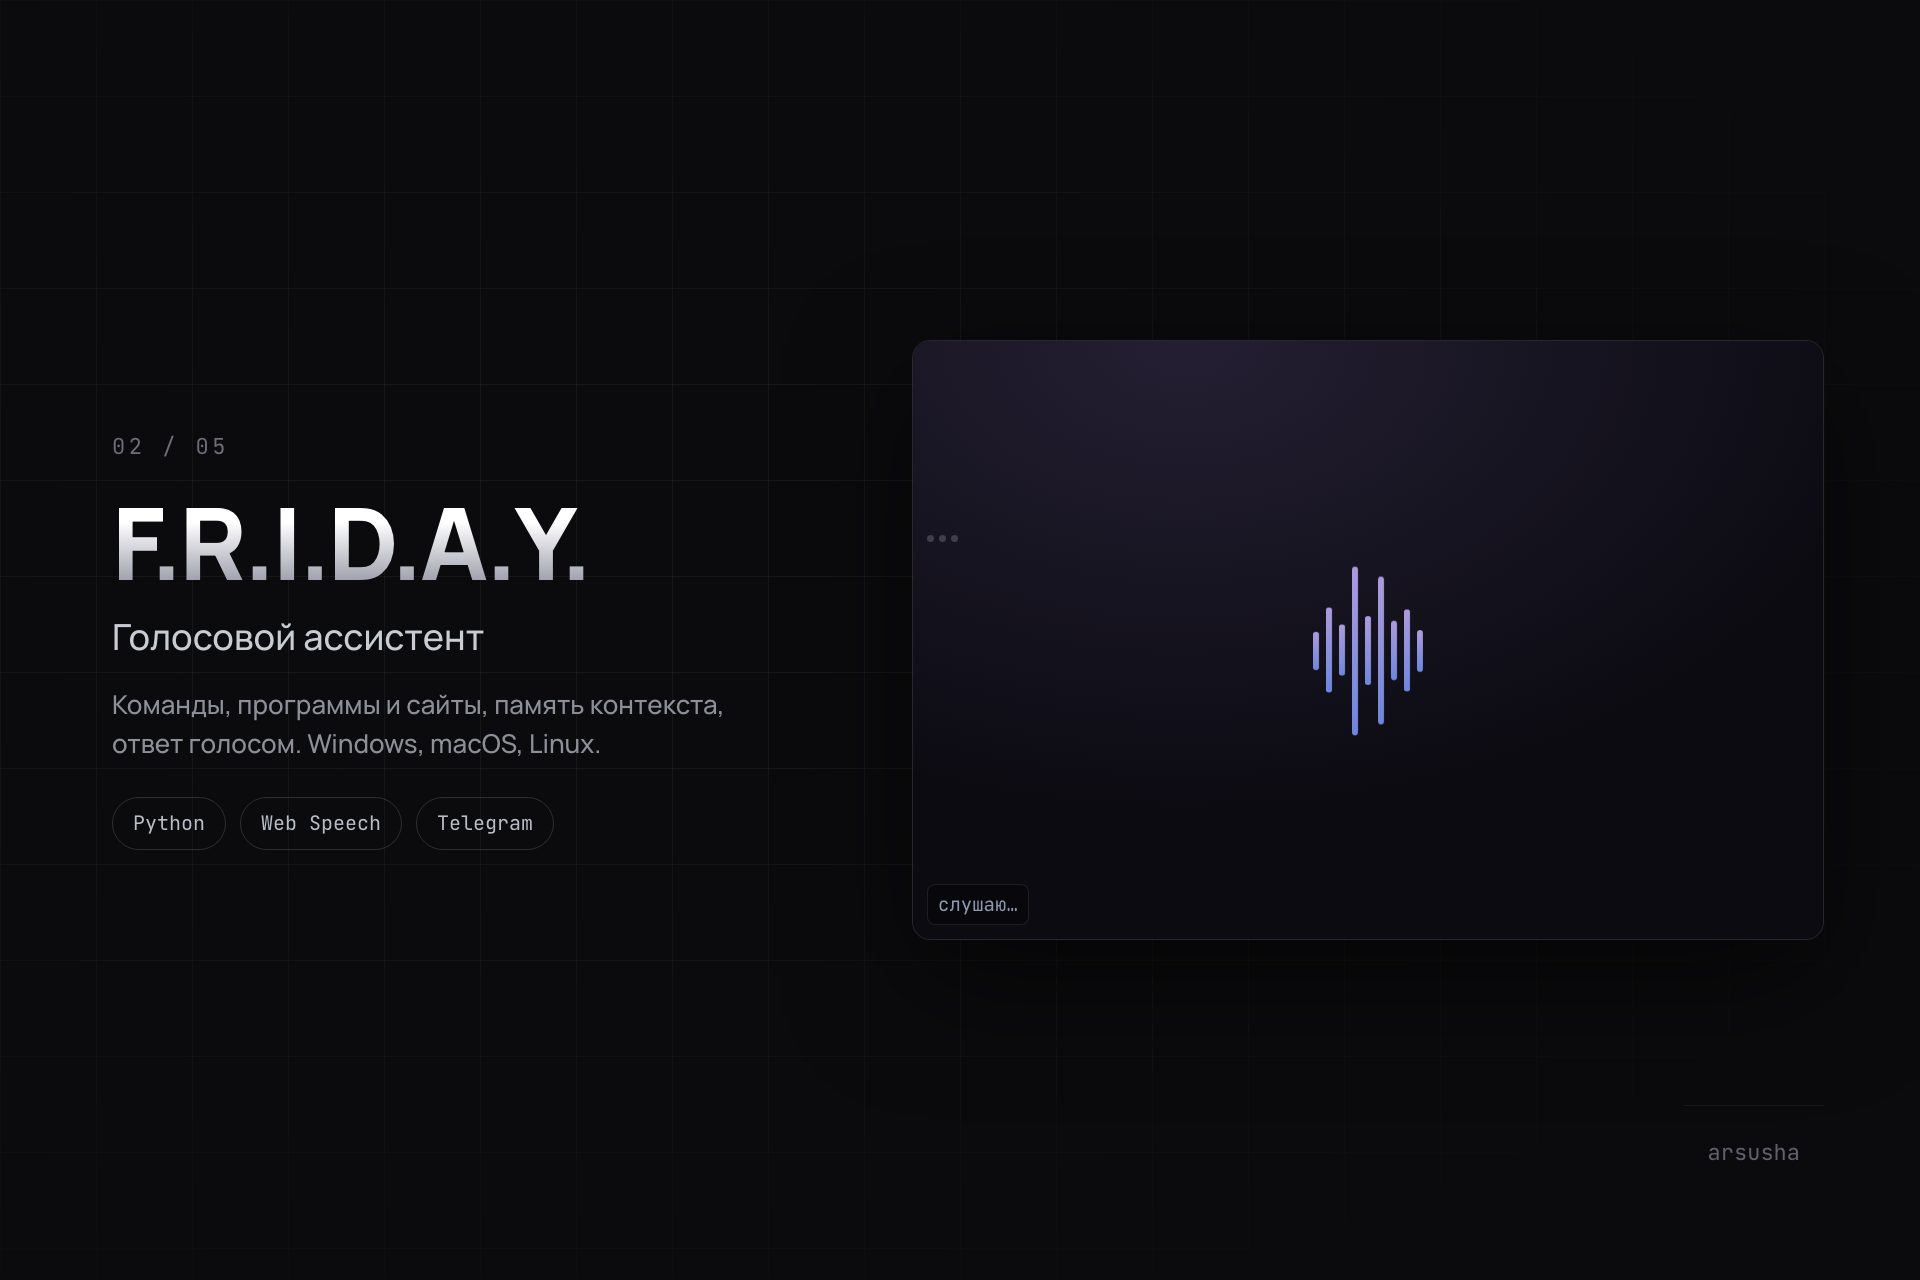 02 / 05
F.R.I.D.A.Y.
Голосовой ассистент
Команды, программы и сайты, память контекста,
ответ голосом. Windows, macOS, Linux.
Python
Web Speech
Telegram
слушаю…
arsusha